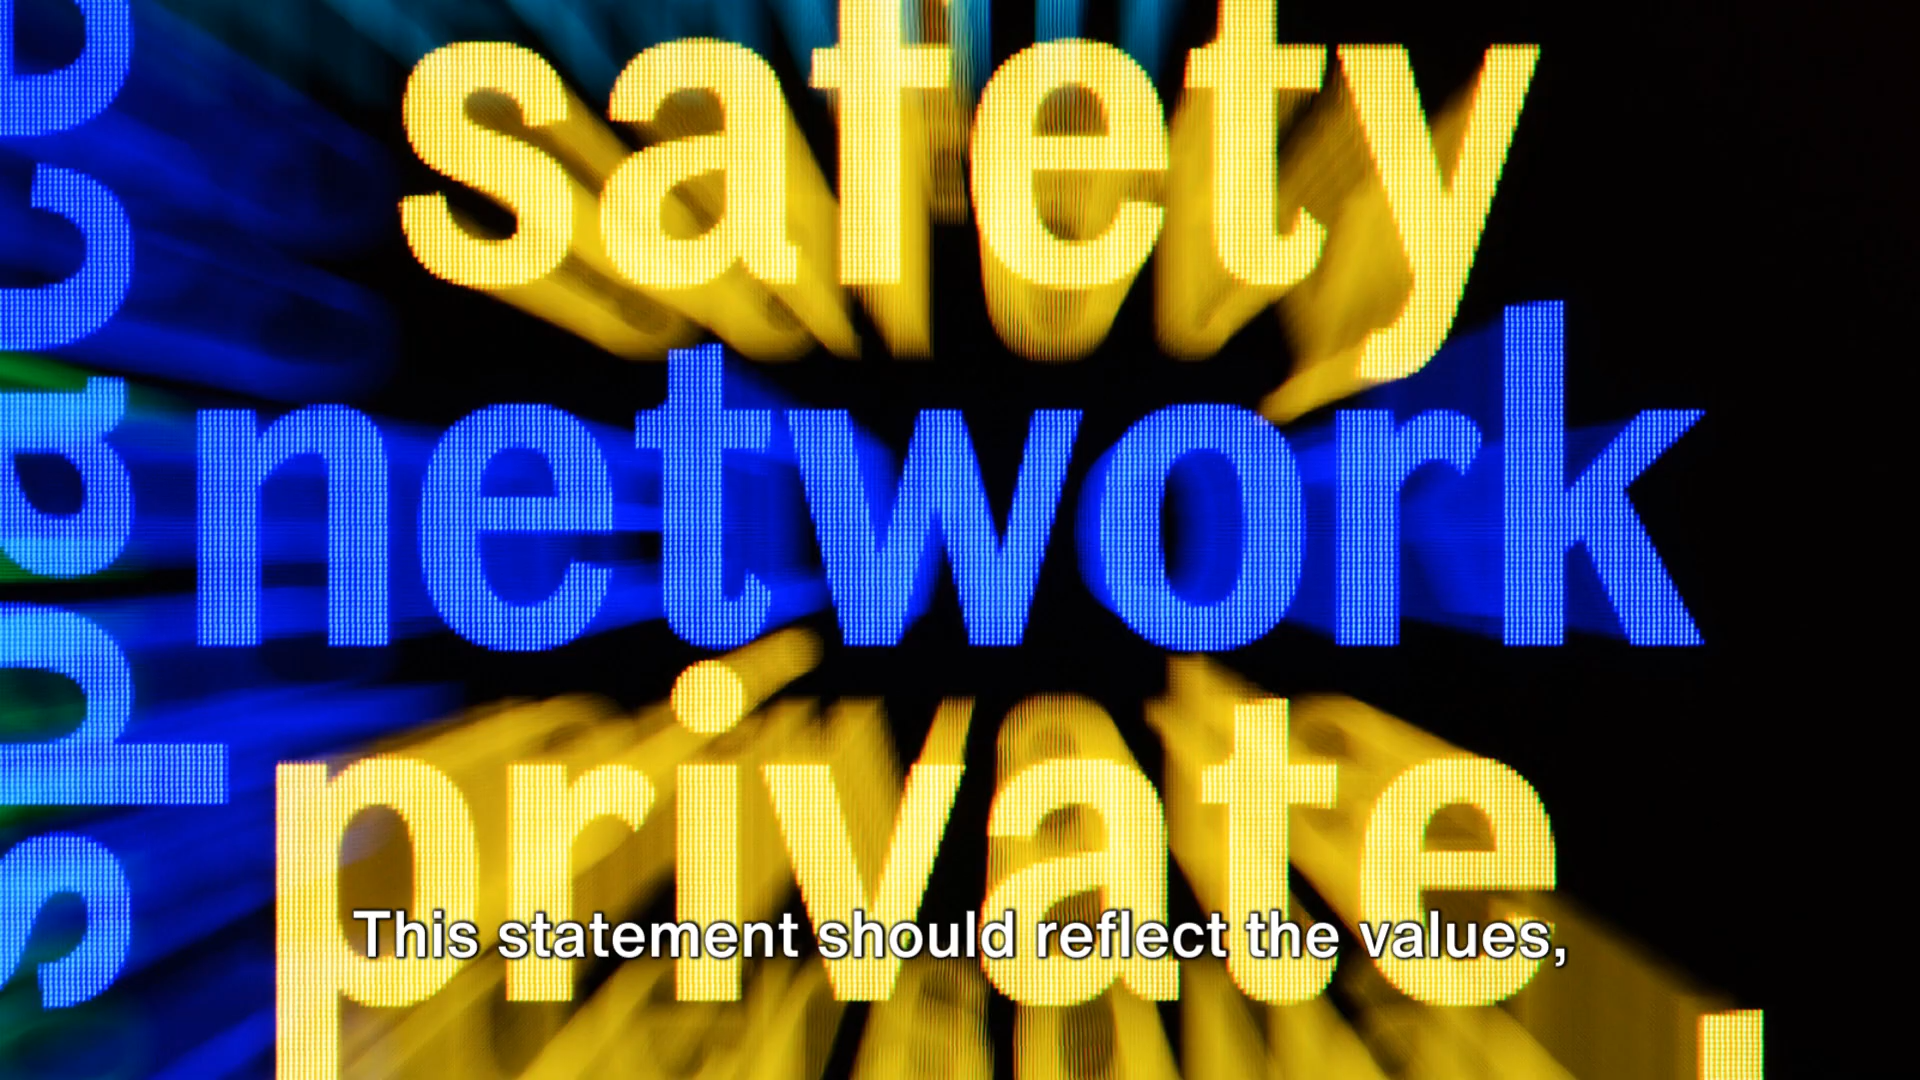 safety
network
private
This statement should reflect the values,